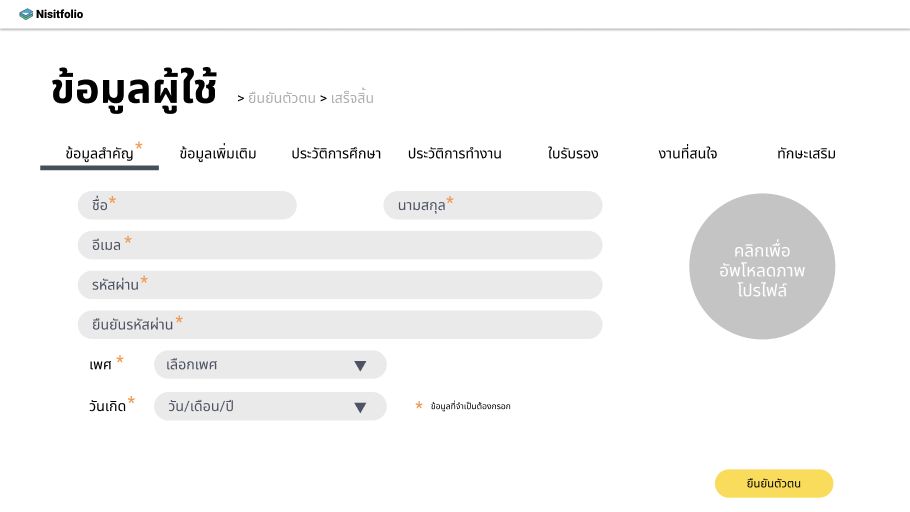 Nisitfolio
ข้อมูลผู้ใช้ > ยืนยันตัวตน > เสร็จสิ้น
ข้อมูลสำคัญ* ข้อมูลเพิ่มเติม ประวัติการศึกษา ประวัติการทำงาน ใบรับรอง งานที่สนใจ ทักษะเสริม
ชื่อ* นามสกุล*
อีเมล*
รหัสผ่าน*
ยืนยันรหัสผ่าน*
เพศ* เลือกเพศ
วันเกิด* วัน/เดือน/ปี
* ข้อมูลที่จำเป็นต้องกรอก
คลิกเพื่อ
อัพโหลดภาพ
โปรไฟล์
ยืนยันตัวตน